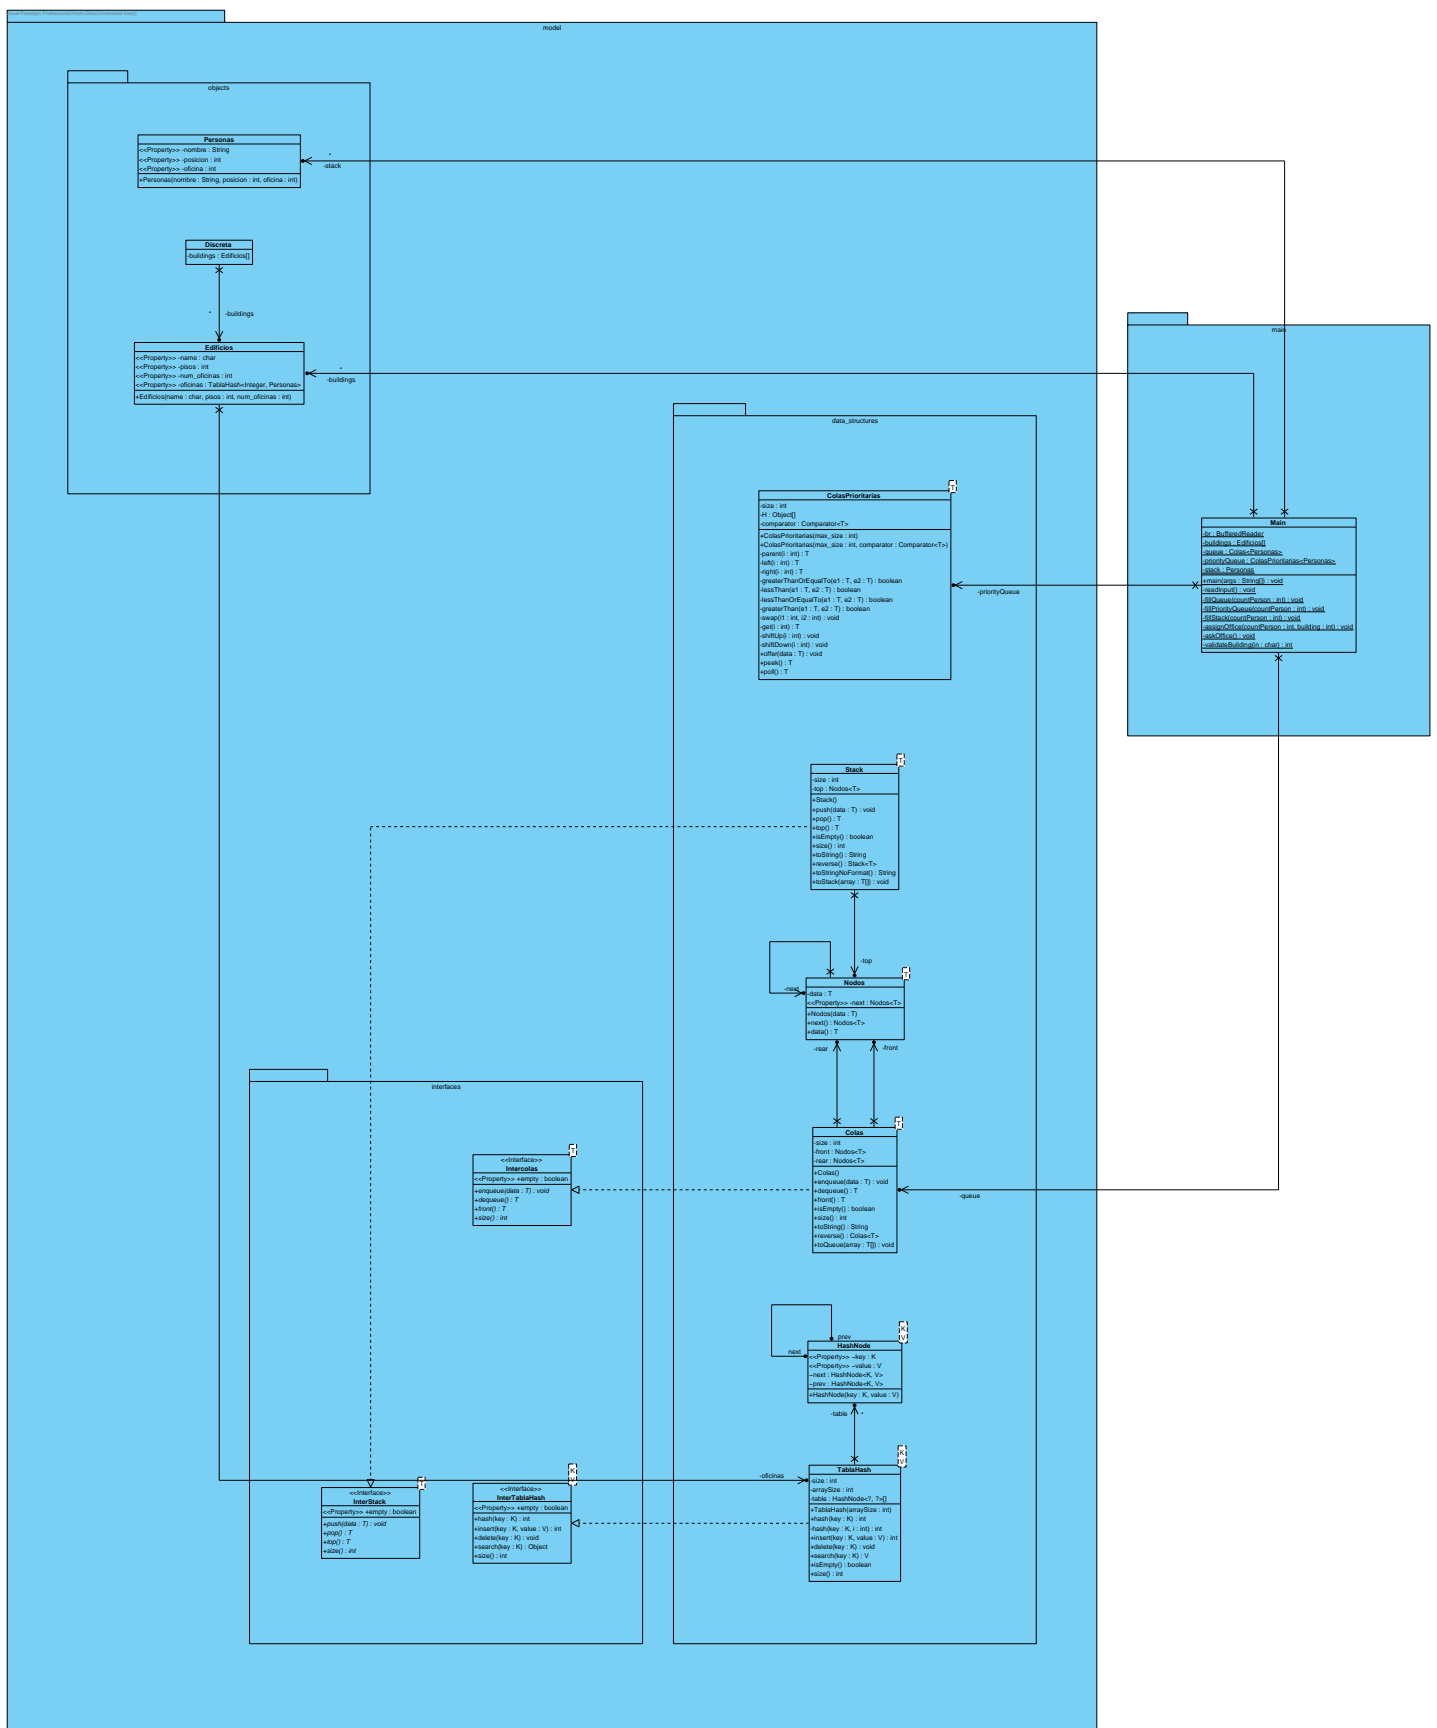 model
objects
Personas
<<Property>> -nombre : String
<<Property>> -posicion : int
<<Property>> -oficina : int
+Personas(nombre : String, posicion : int, oficina : int)
*
-stack
Discreta
-buildings : Edificios[]
*
-buildings
Edificios
<<Property>> -name : char
<<Property>> -pisos : int
<<Property>> -num_oficinas : int
<<Property>> -oficinas : TablaHash<Integer, Personas>
+Edificios(name : char, pisos : int, num_oficinas : int)
*
-buildings
main
Main
-br : BufferedReader
-buildings : Edificios[]
-queue : Colas<Personas>
-priorityQueue : ColasPrioritarias<Personas>
-stack : Personas
+main(args : String[]) : void
-readInput() : void
-fillQueue(countPerson : int) : void
-fillPriorityQueue(countPerson : int) : void
-fillStack(countPerson : int) : void
-assignOffice(countPerson : int, building : int) : void
-askOffice() : void
-validateBuilding(in : char) : int
data_structures
T
ColasPrioritarias
-size : int
-H : Object[]
-comparator : Comparator<T>
+ColasPrioritarias(max_size : int)
+ColasPrioritarias(max_size : int, comparator : Comparator<T>)
-parent(i : int) : T
-left(i : int) : T
-right(i : int) : T
-greaterThanOrEqualTo(e1 : T, e2 : T) : boolean
-lessThan(e1 : T, e2 : T) : boolean
-lessThanOrEqualTo(e1 : T, e2 : T) : boolean
-greaterThan(e1 : T, e2 : T) : boolean
-swap(i1 : int, i2 : int) : void
-get(i : int) : T
-shiftUp(i : int) : void
-shiftDown(i : int) : void
+offer(data : T) : void
+peek() : T
+poll() : T
-priorityQueue
T
Stack
-size : int
-top : Nodos<T>
+Stack()
+push(data : T) : void
+pop() : T
+top() : T
+isEmpty() : boolean
+size() : int
+toString() : String
+reverse() : Stack<T>
+toStringNoFormat() : String
+toStack(array : T[]) : void
-top
T
Nodos
-next
-data : T
<<Property>> -next : Nodos<T>
+Nodos(data : T)
+next() : Nodos<T>
+data() : T
-rear
-front
T
Colas
-size : int
-front : Nodos<T>
-rear : Nodos<T>
+Colas()
+enqueue(data : T) : void
+dequeue() : T
+front() : T
+isEmpty() : boolean
+size() : int
+toString() : String
+reverse() : Colas<T>
+toQueue(array : T[]) : void
-queue
interfaces
T
<<Interface>>
Intercolas
<<Property>> +empty : boolean
+enqueue(data : T) : void
+dequeue() : T
+front() : T
+size() : int
K
V
prev
next
HashNode
<<Property>> ~key : K
<<Property>> ~value : V
~next : HashNode<K, V>
~prev : HashNode<K, V>
+HashNode(key : K, value : V)
-table
*
K
V
TablaHash
-size : int
-arraySize : int
-table : HashNode<?, ?>[]
+TablaHash(arraySize : int)
+hash(key : K) : int
-hash(key : K, i : int) : int
+insert(key : K, value : V) : int
+delete(key : K) : void
+search(key : K) : V
+isEmpty() : boolean
+size() : int
-oficinas
T
<<Interface>>
InterStack
<<Property>> +empty : boolean
+push(data : T) : void
+pop() : T
+top() : T
+size() : int
K
V
<<Interface>>
InterTablaHash
<<Property>> +empty : boolean
+hash(key : K) : int
+insert(key : K, value : V) : int
+delete(key : K) : void
+search(key : K) : Object
+size() : int